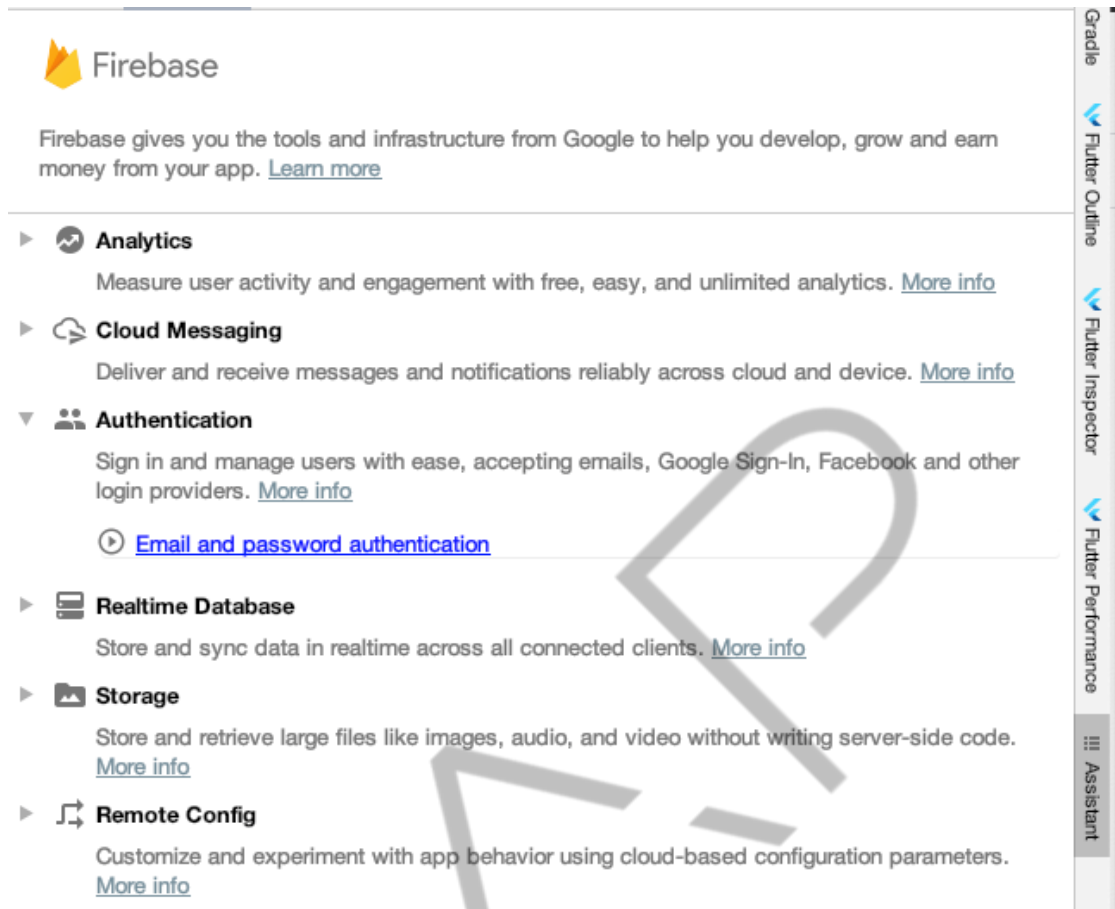 Firebase
Firebase gives you the tools and infrastructure from Google to help you develop, grow and earn
money from your app. Learn more
Analytics
Measure user activity and engagement with free, easy, and unlimited analytics. More info
Cloud Messaging
Deliver and receive messages and notifications reliably across cloud and device. More info
Authentication
Sign in and manage users with ease, accepting emails, Google Sign-In, Facebook and other
login providers. More info
Email and password authentication
Realtime Database
Store and sync data in realtime across all connected clients. More info
Storage
Store and retrieve large files like images, audio, and video without writing server-side code.
More info
Remote Config
Customize and experiment with app behavior using cloud-based configuration parameters.
More info
Gradle
Flutter Outline
Flutter Inspector
Flutter Performance
Assistant